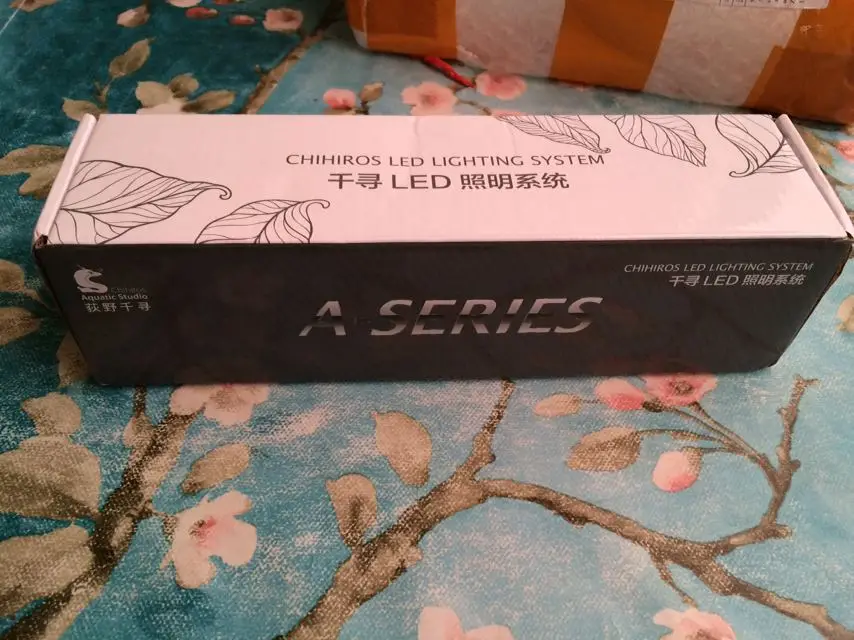 CHIHIROS LED LIGHTING SYSTEM
千寻 LED 照明系统
Chihiros
Aquatic Studio
荻野千寻
A-SERIES
CHIHIROS LED LIGHTING SYSTEM
千寻 LED 照明系统